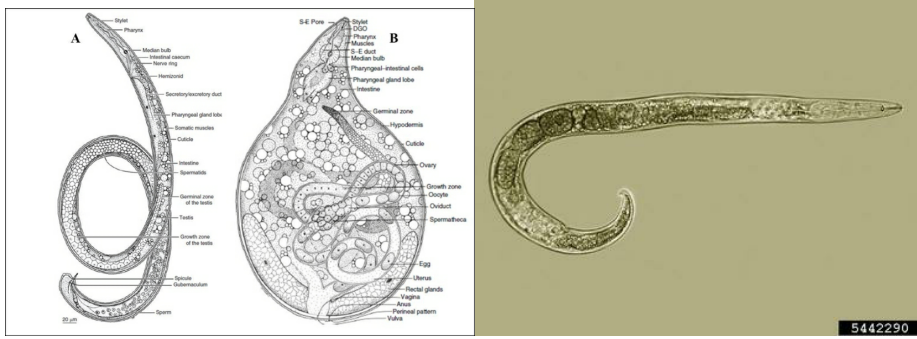 A
Stylet
Pharynx
Median bulb
Intestinal caecum
Nerve ring
Hemizonid
Secretory/excretory duct
Pharyngeal gland lobe
Somatic muscles
Cuticle
Intestine
Spermatids
Germinal zone
of the testis
Testis
Growth zone
of the testis
Spicule
Gubernaculum
Sperm
20 µm
B
S-E Pore
Stylet
DGO
Pharynx
Muscles
S-E duct
Median bulb
Pharyngeal-intestinal cells
Pharyngeal gland lobe
Intestine
Germinal zone
Hypodermis
Cuticle
Ovary
Growth zone
Oocyte
Oviduct
Spermatheca
Egg
Uterus
Rectal glands
Vagina
Anus
Perineal pattern
Vulva
5442290